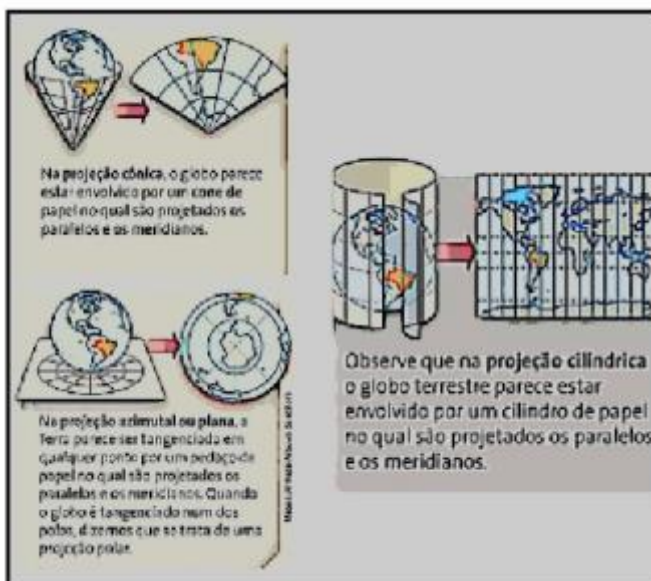 Na projeção cônica, o globo parece
estar envolvido por um cone de
papel no qual são projetados os
paralelos e os meridianos.
Na projeção azimutal ou plana, a
Terra parece ser tangenciada em
qualquer ponto por um pedaço de
papel no qual são projetados os
paralelos e os meridianos. Quando
o globo é tangenciado num dos
polos, dizemos que se trata de uma
projeção polar.
Observe que na projeção cilíndrica
o globo terrestre parece estar
envolvido por um cilindro de papel
no qual são projetados os paralelos
e os meridianos.